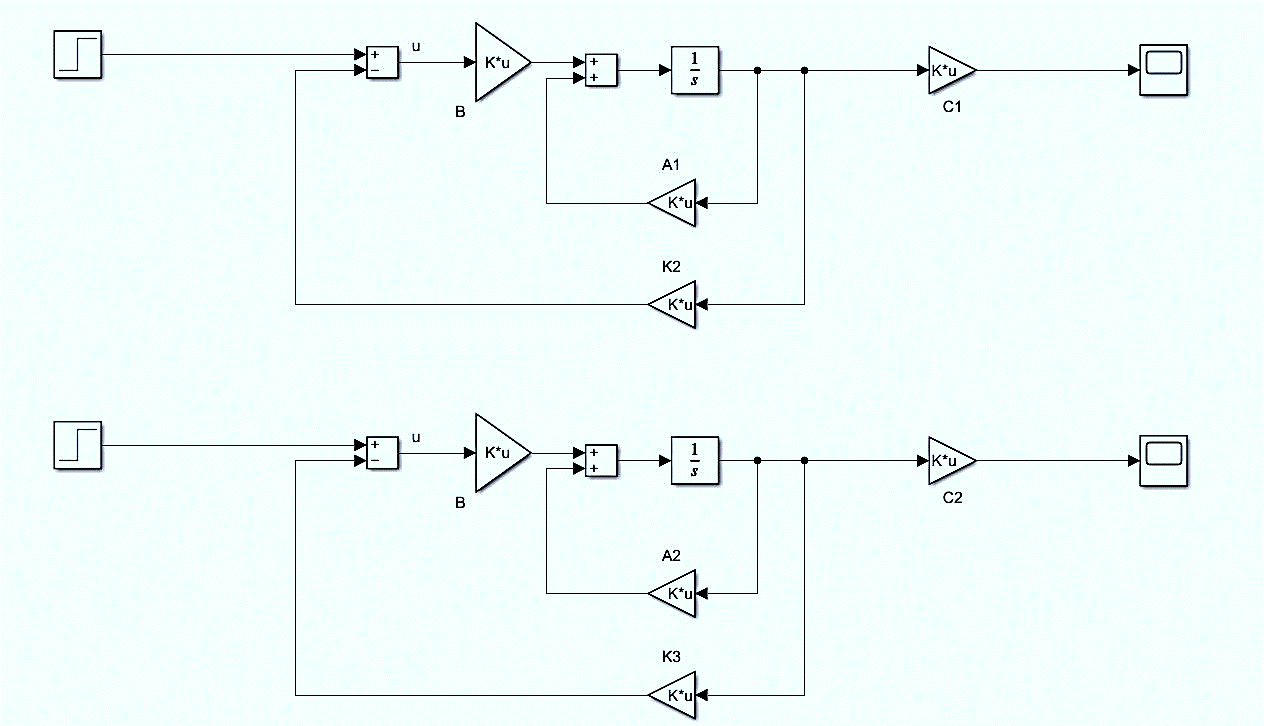 +
−
u
K*u
B
+
+
1
s
K*u
C1
A1
K*u
K2
K*u
+
−
u
K*u
B
+
+
1
s
K*u
C2
A2
K*u
K3
K*u